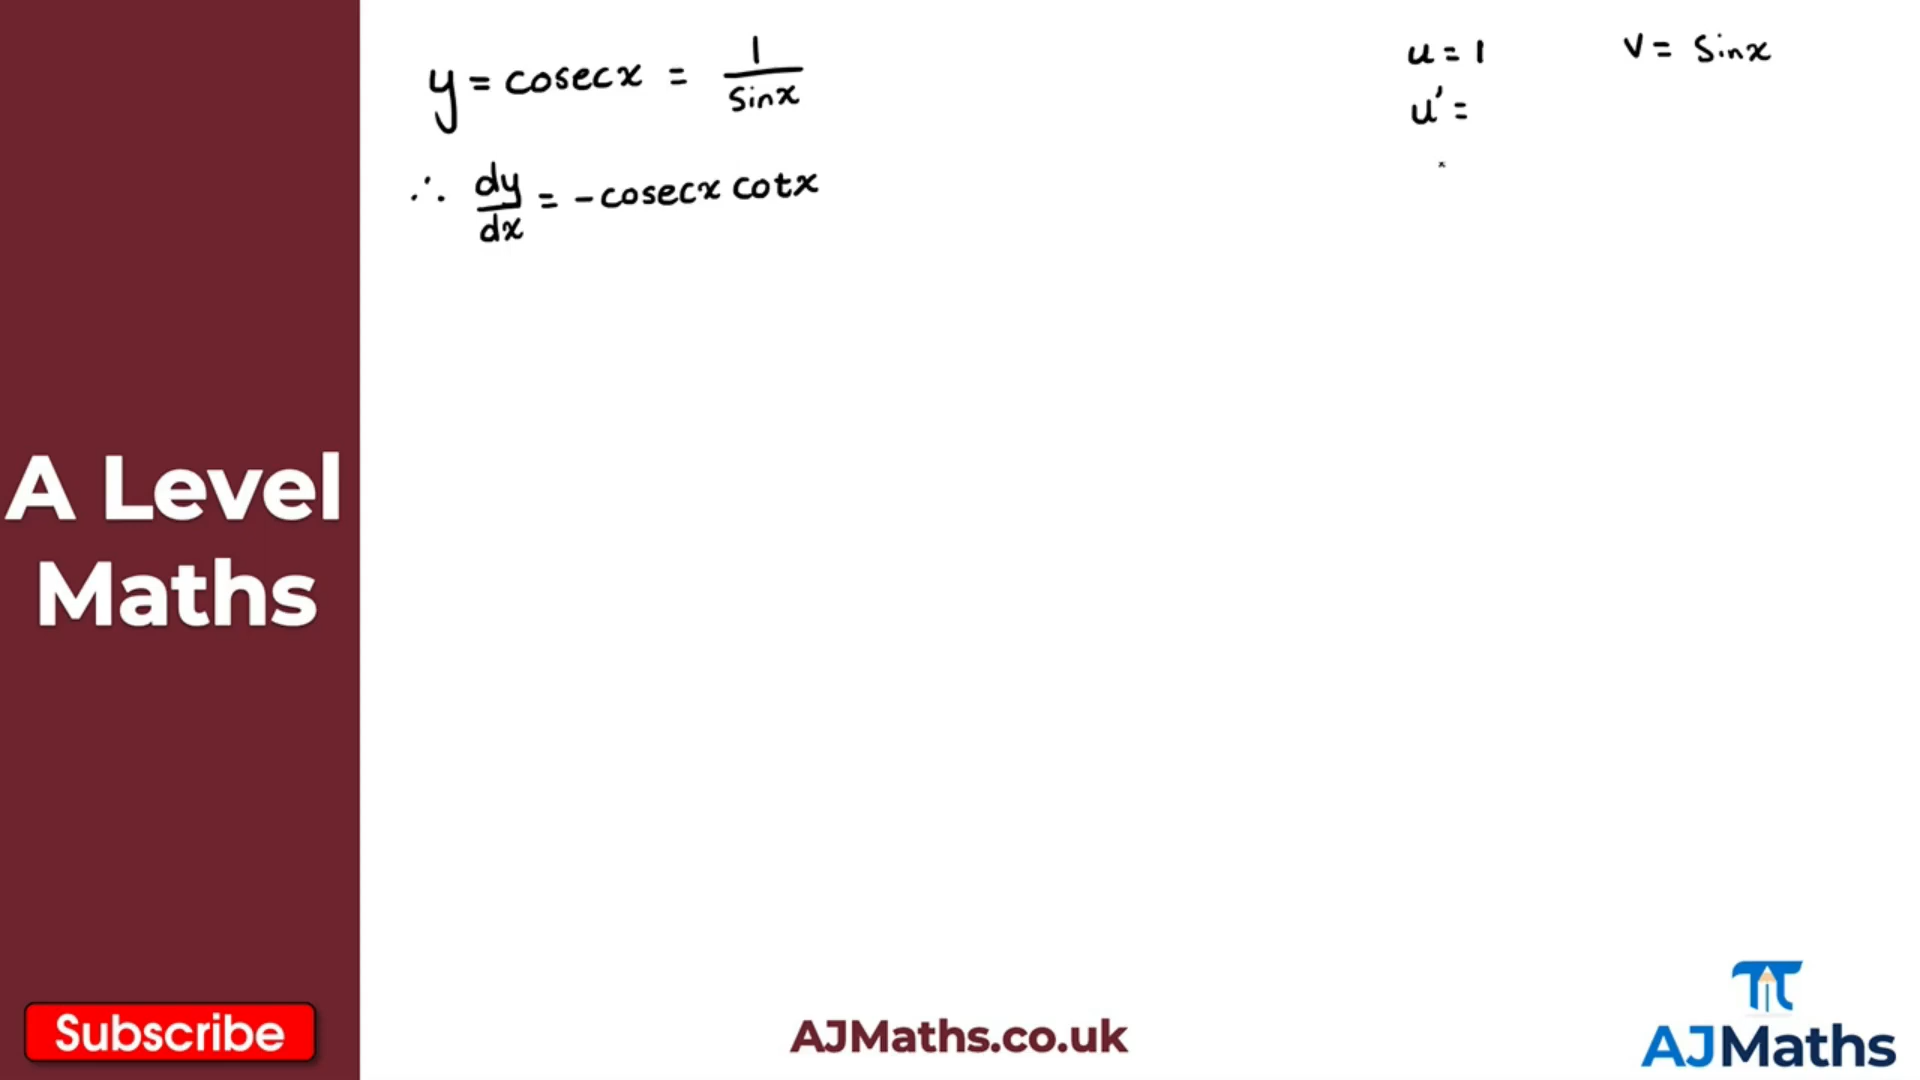 y = cosecx = 1/sinx
∴ dy/dx = -cosecx cotx
u = 1
u' =
v = sinx
A Level
Maths
Subscribe
AJMaths.co.uk
AJMaths